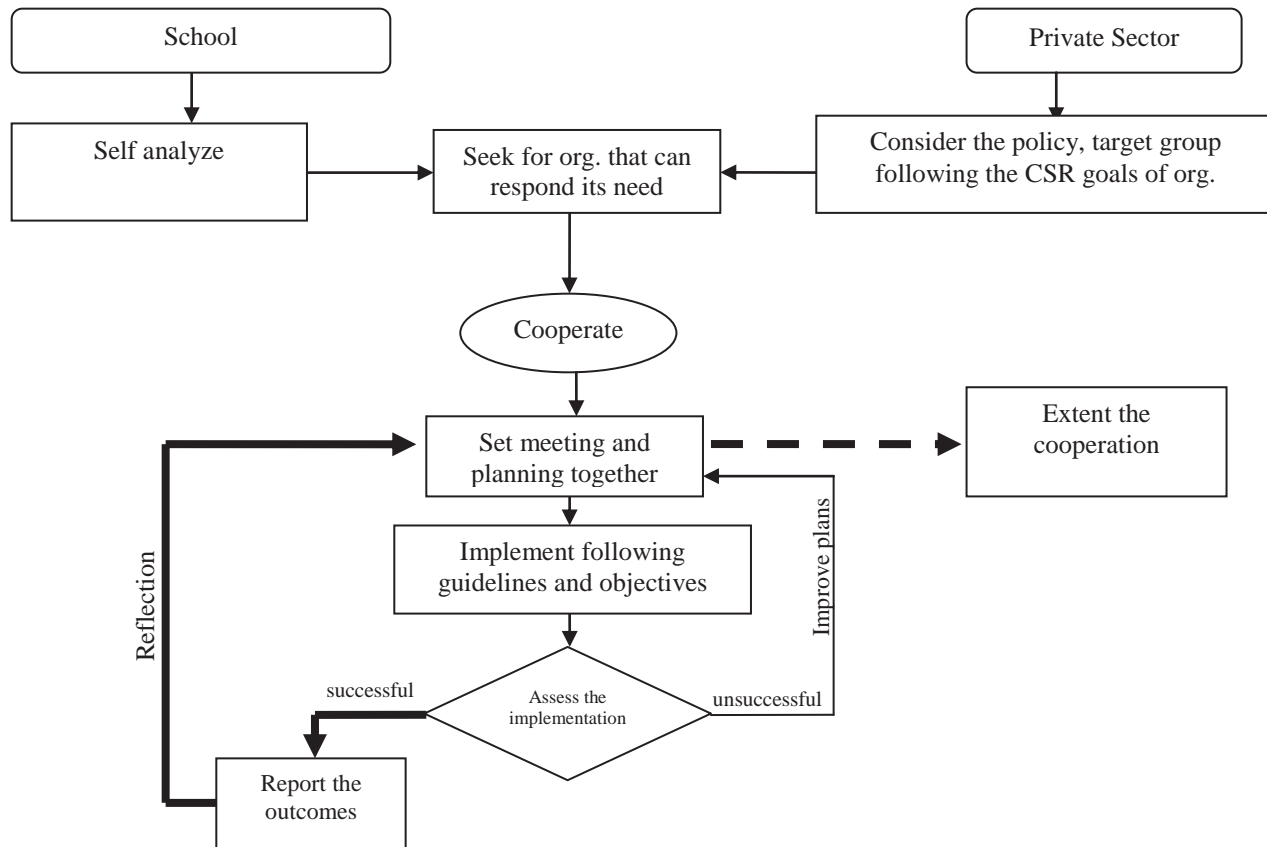 School
Private Sector
Self analyze
Seek for org. that can
respond its need
Consider the policy, target group
following the CSR goals of org.
Cooperate
Set meeting and
planning together
Extent the
cooperation
Implement following
guidelines and objectives
Improve plans
Reflection
successful
Assess the
implementation
unsuccessful
Report the
outcomes